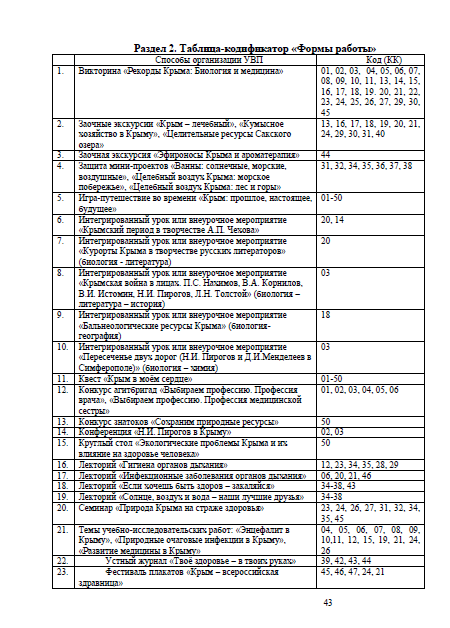 Раздел 2. Таблица-кодификатор «Формы работы»
Способы организации УВП Код (КК)
1. Викторина «Рекорды Крыма: Биология и медицина» 01, 02, 03, 04, 05, 06, 07,
08, 09, 10, 11, 13, 14, 15,
16, 17, 18, 19. 20, 21, 22,
23, 24, 25, 26, 27, 29, 30,
45
2. Заочные экскурсии «Крым – лечебный», «Кумысное 13, 16, 17, 18, 19, 20, 21,
хозяйство в Крыму», «Целительные ресурсы Сакского 24, 29, 30, 31, 40
озера»
3. Заочная экскурсия «Эфироносы Крыма и ароматерапия» 44
4. Защита мини-проектов «Ванны: солнечные, морские, 31, 32, 34, 35, 36, 37, 38
воздушные», «Целебный воздух Крыма: морское
побережье», «Целебный воздух Крыма: лес и горы»
5. Игра-путешествие во времени «Крым: прошлое, настоящее, 01-50
будущее»
6. Интегрированный урок или внеурочное мероприятие 20, 14
«Крымский период в творчестве А.П. Чехова»
7. Интегрированный урок или внеурочное мероприятие 20
«Курорты Крыма в творчестве русских литераторов»
(биология - литература)
8. Интегрированный урок или внеурочное мероприятие 03
«Крымская война в лицах. П.С. Нахимов, В.А. Корнилов,
В.И. Истомин, Н.И. Пирогов, Л.Н. Толстой» (биология –
литература – история)
9. Интегрированный урок или внеурочное мероприятие 18
«Бальнеологические ресурсы Крыма» (биология-
география)
10. Интегрированный урок или внеурочное мероприятие 03
«Пересеченье двух дорог (Н.И. Пирогов и Д.И.Менделеев в
Симферополе)» (биология – химия)
11. Квест «Крым в моём сердце» 01-50
12. Конкурс агитбригад «Выбираем профессию. Профессия 01, 02, 03, 04, 05, 06
врача», «Выбираем профессию. Профессия медицинской
сестры»
13. Конкурс знатоков «Сохраним природные ресурсы» 50
14. Конференция «Н.И. Пирогов в Крыму» 02, 03
15. Круглый стол «Экологические проблемы Крыма и их 50
влияние на здоровье человека»
16. Лекторий «Гигиена органов дыхания» 12, 23, 34, 35, 28, 29
17. Лекторий «Инфекционные заболевания органов дыхания» 06, 20, 21, 46
18. Лекторий «Если хочешь быть здоров – закаляйся» 34-38, 43
19. Лекторий «Солнце, воздух и вода – наши лучшие друзья» 34-38
20. Семинар «Природа Крыма на страже здоровья» 23, 24, 26, 27, 31, 32, 34,
35, 45
21. Темы учебно-исследовательских работ: «Энцефалит в 04, 05, 06, 07, 08, 09,
Крыму», «Природные очаговые инфекции в Крыму», 10,11, 12, 15, 19, 21, 24,
«Развитие медицины в Крыму» 26
22. Устный журнал «Твоё здоровье – в твоих руках» 39, 42, 43, 44
23. Фестиваль плакатов «Крым – всероссийская 45, 46, 47, 24, 21
здравница»
43